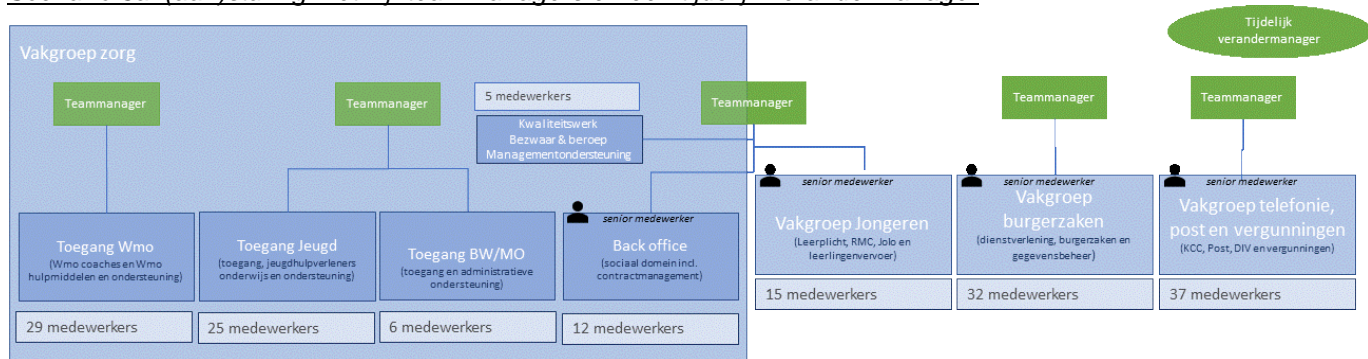 Tijdelijk
verandermanager
Vakgroep zorg
Teammanager
Teammanager
5 medewerkers
Teammanager
Teammanager
Teammanager
Kwaliteitswerk
Bezwaar & beroep
Managementondersteuning
senior medewerker
senior medewerker
senior medewerker
senior medewerker
Toegang Wmo
(Wmo coaches en Wmo
hulpmiddelen en ondersteuning)
Toegang Jeugd
(toegang, jeugdhulpverleners
onderwijs en ondersteuning)
Toegang BW/MO
(toegang en administratieve
ondersteuning)
Back office
(sociaal domein incl.
contractmanagement)
Vakgroep Jongeren
(Leerplicht, RMC, Jolo en
leerlingenvervoer)
Vakgroep
burgerzaken
(dienstverlening, burgerzaken en
gegevensbeheer)
Vakgroep telefonie,
post en vergunningen
(KCC, Post, DIV en vergunningen)
29 medewerkers
25 medewerkers
6 medewerkers
12 medewerkers
15 medewerkers
32 medewerkers
37 medewerkers